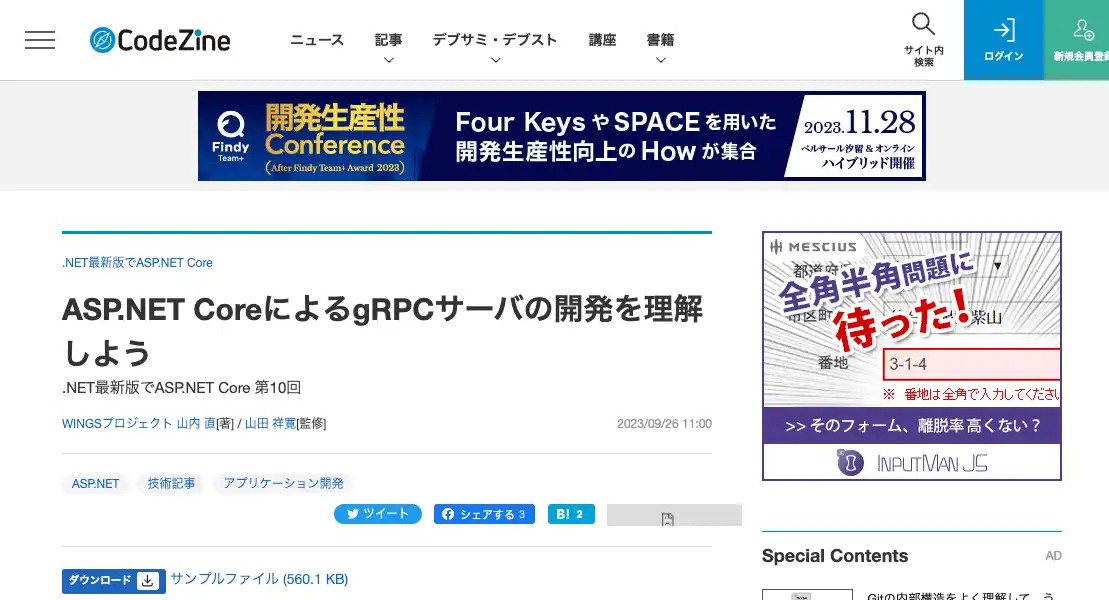 CodeZine
ニュース
記事
デブサミ・デブスト
講座
書籍
サイト内
検索
ログイン
新規会員登録
Findy
Team+
開発生産性
Conference
(After Findy Team+ Award 2023)
Four Keys や SPACE を用いた
開発生産性向上の How が集合
2023.11.28
ベルサール汐留 & オンライン
ハイブリッド開催
.NET最新版でASP.NET Core
ASP.NET CoreによるgRPCサーバの開発を理解
しよう
.NET最新版でASP.NET Core 第10回
WINGSプロジェクト 山内 直[著] / 山田 祥寛[監修]
2023/09/26 11:00
ASP.NET
技術記事
アプリケーション開発
ツイート
シェアする 3
B! 2
ダウンロード
サンプルファイル (560.1 KB)
MESCIUS
全角半角問題に
待った!
番地
3-1-4
※ 番地は全角で入力してください
>> そのフォーム、離脱率高くない?
INPUTMAN JS
Special Contents
AD
Gitの内部構造をよく理解して、う